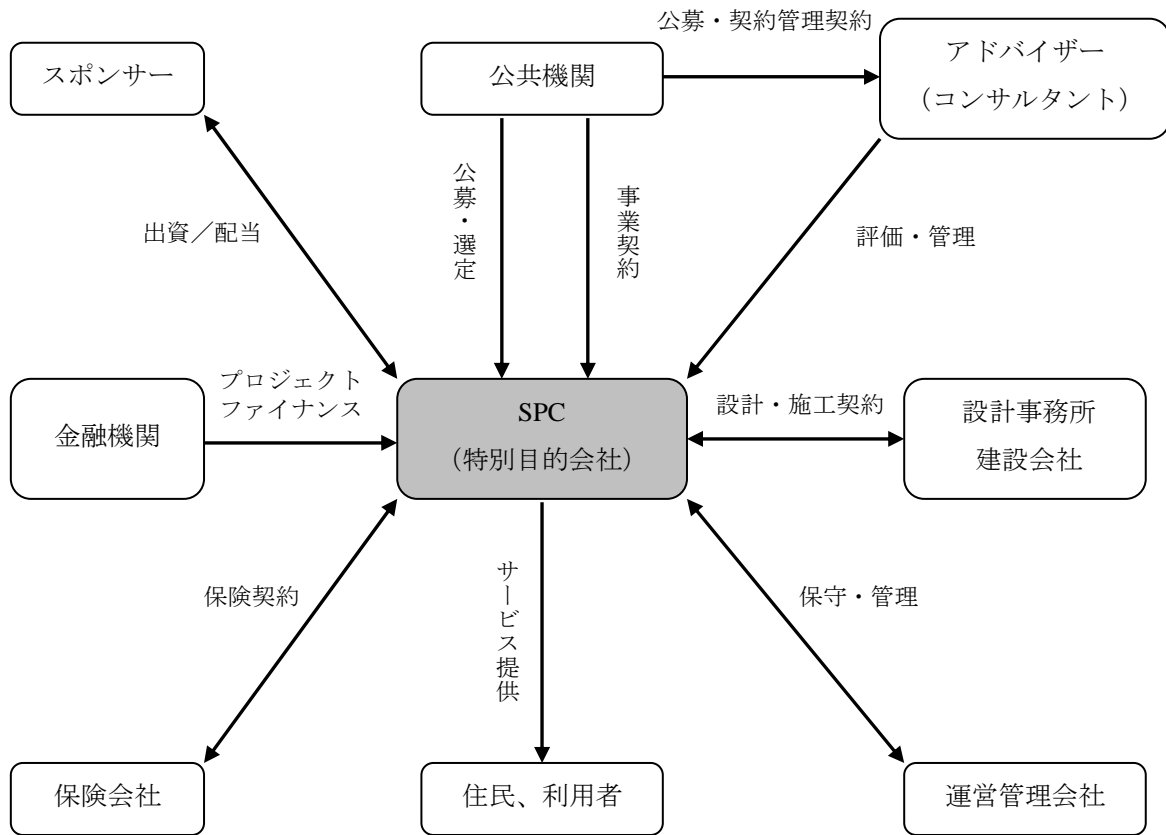 公募・契約管理契約
スポンサー
公共機関
アドバイザー
（コンサルタント）
公募・選定
事業契約
出資／配当
評価・管理
プロジェクト
ファイナンス
金融機関
SPC
（特別目的会社）
設計・施工契約
設計事務所
建設会社
保険契約
サービス提供
保守・管理
保険会社
住民、利用者
運営管理会社